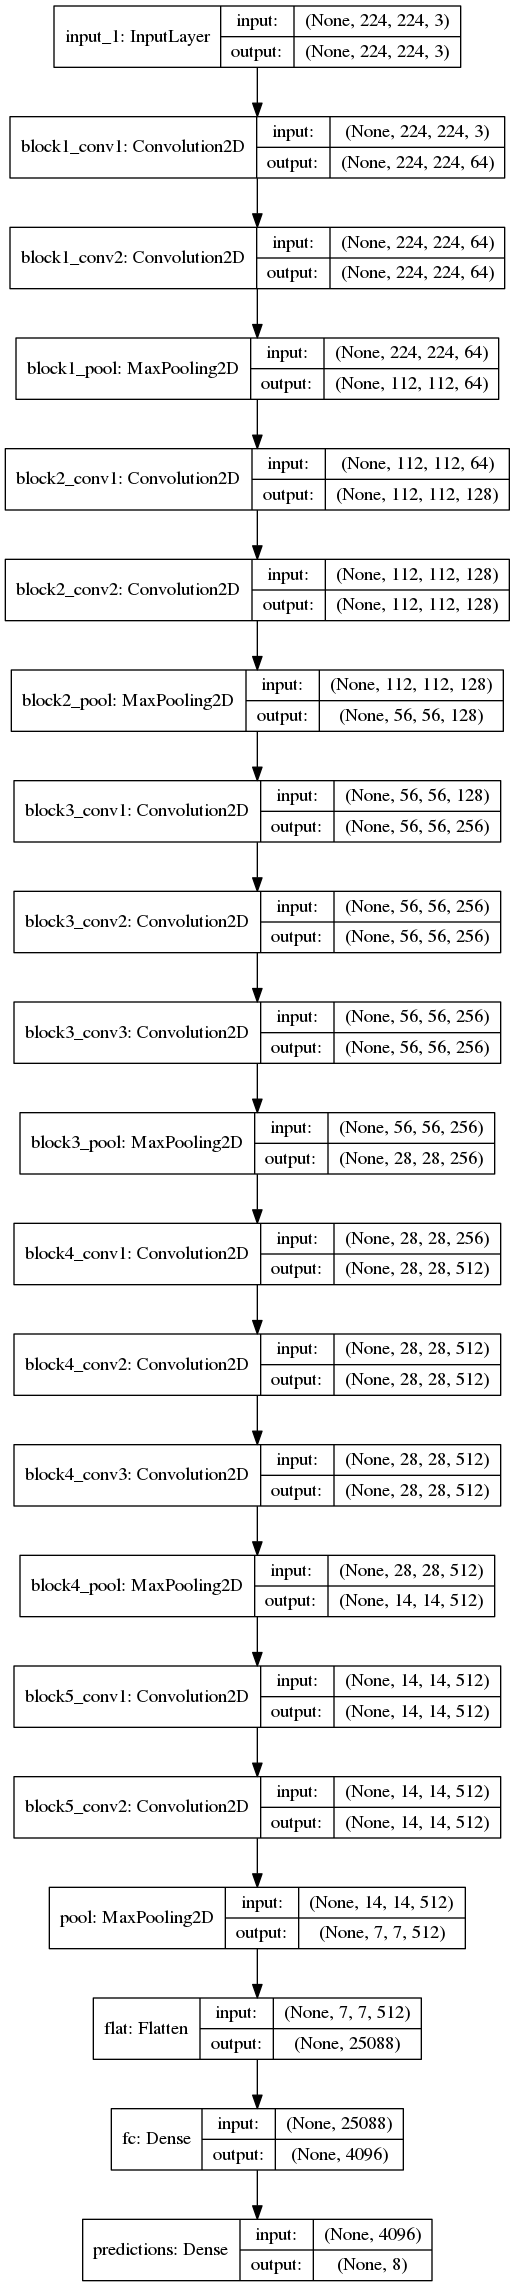 input_1: InputLayer
input: (None, 224, 224, 3)
output: (None, 224, 224, 3)
block1_conv1: Convolution2D
input: (None, 224, 224, 3)
output: (None, 224, 224, 64)
block1_conv2: Convolution2D
input: (None, 224, 224, 64)
output: (None, 224, 224, 64)
block1_pool: MaxPooling2D
input: (None, 224, 224, 64)
output: (None, 112, 112, 64)
block2_conv1: Convolution2D
input: (None, 112, 112, 64)
output: (None, 112, 112, 128)
block2_conv2: Convolution2D
input: (None, 112, 112, 128)
output: (None, 112, 112, 128)
block2_pool: MaxPooling2D
input: (None, 112, 112, 128)
output: (None, 56, 56, 128)
block3_conv1: Convolution2D
input: (None, 56, 56, 128)
output: (None, 56, 56, 256)
block3_conv2: Convolution2D
input: (None, 56, 56, 256)
output: (None, 56, 56, 256)
block3_conv3: Convolution2D
input: (None, 56, 56, 256)
output: (None, 56, 56, 256)
block3_pool: MaxPooling2D
input: (None, 56, 56, 256)
output: (None, 28, 28, 256)
block4_conv1: Convolution2D
input: (None, 28, 28, 256)
output: (None, 28, 28, 512)
block4_conv2: Convolution2D
input: (None, 28, 28, 512)
output: (None, 28, 28, 512)
block4_conv3: Convolution2D
input: (None, 28, 28, 512)
output: (None, 28, 28, 512)
block4_pool: MaxPooling2D
input: (None, 28, 28, 512)
output: (None, 14, 14, 512)
block5_conv1: Convolution2D
input: (None, 14, 14, 512)
output: (None, 14, 14, 512)
block5_conv2: Convolution2D
input: (None, 14, 14, 512)
output: (None, 14, 14, 512)
pool: MaxPooling2D
input: (None, 14, 14, 512)
output: (None, 7, 7, 512)
flat: Flatten
input: (None, 7, 7, 512)
output: (None, 25088)
fc: Dense
input: (None, 25088)
output: (None, 4096)
predictions: Dense
input: (None, 4096)
output: (None, 8)